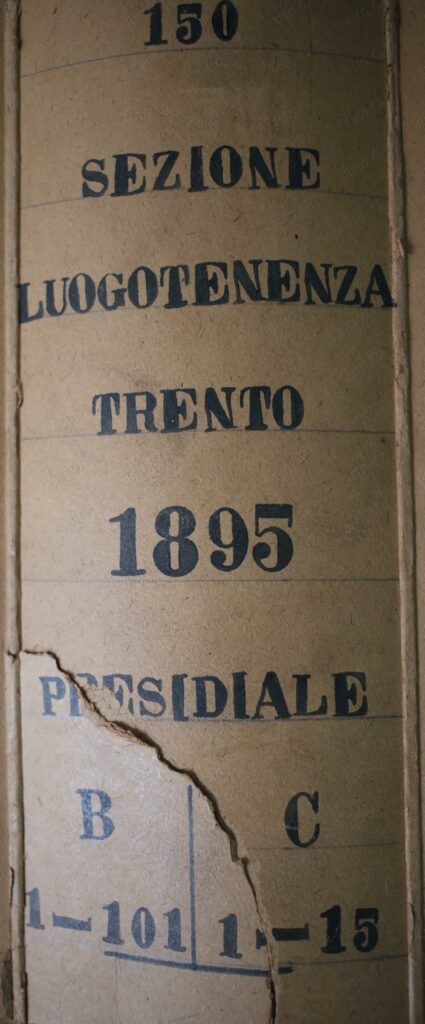 150
SEZIONE
LUOGOTENENZA
TRENTO
1895
PRESIDIALE
B C
1-101 1-15